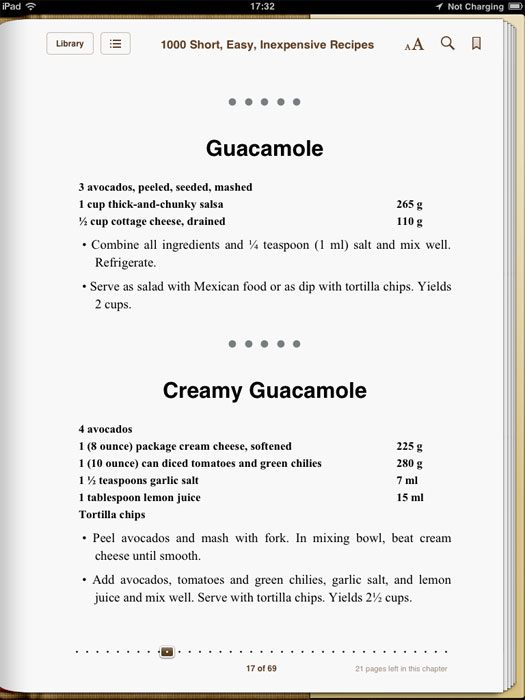 iPad 17:32 Not Charging
Library 1000 Short, Easy, Inexpensive Recipes AA
Guacamole
3 avocados, peeled, seeded, mashed
1 cup thick-and-chunky salsa 265 g
½ cup cottage cheese, drained 110 g
• Combine all ingredients and ¼ teaspoon (1 ml) salt and mix well.
Refrigerate.
• Serve as salad with Mexican food or as dip with tortilla chips. Yields
2 cups.
Creamy Guacamole
4 avocados
1 (8 ounce) package cream cheese, softened 225 g
1 (10 ounce) can diced tomatoes and green chilies 280 g
1 ½ teaspoons garlic salt 7 ml
1 tablespoon lemon juice 15 ml
Tortilla chips
• Peel avocados and mash with fork. In mixing bowl, beat cream
cheese until smooth.
• Add avocados, tomatoes and green chilies, garlic salt, and lemon
juice and mix well. Serve with tortilla chips. Yields 2½ cups.
17 of 69 21 pages left in this chapter